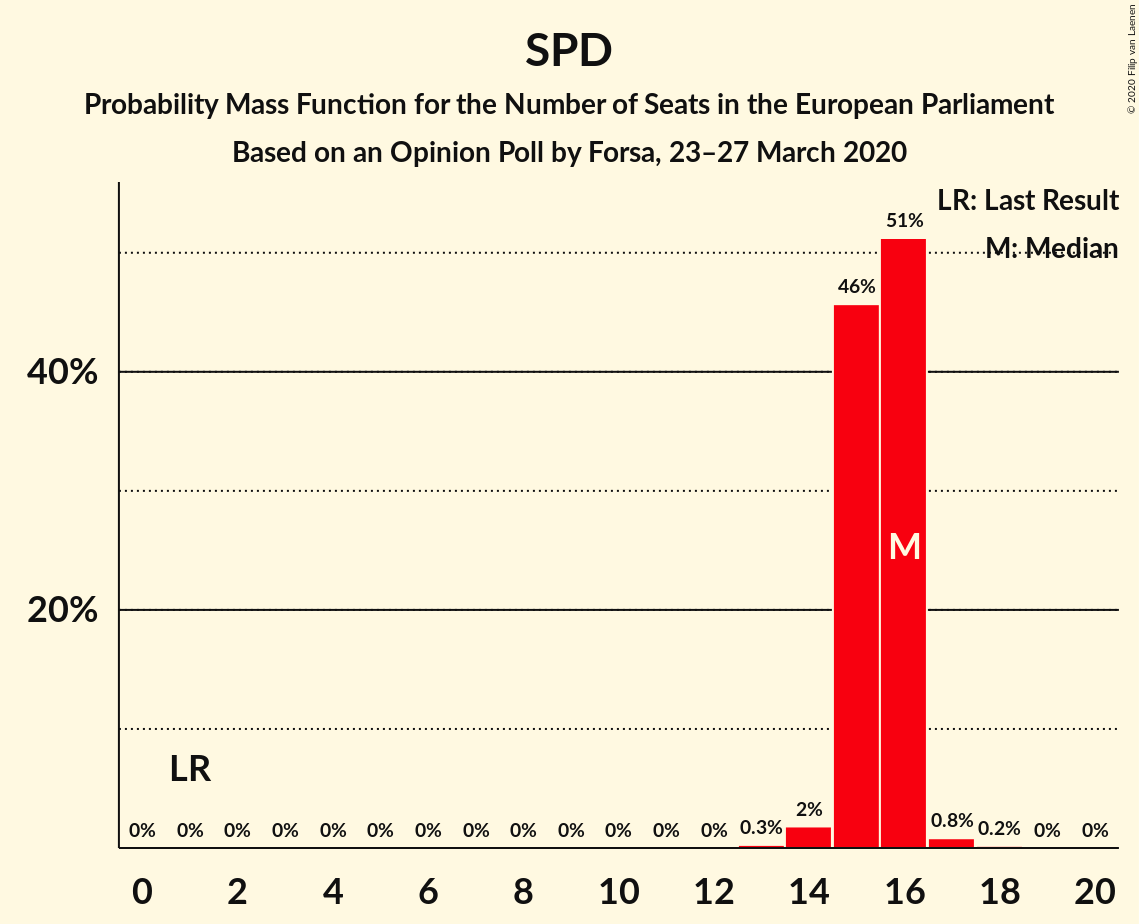 SPD
Probability Mass Function for the Number of Seats in the European Parliament
Based on an Opinion Poll by Forsa, 23–27 March 2020
© 2020 Filip van Laenen
LR: Last Result
M: Median
51%
46%
40%
M
20%
LR
0% 0% 0% 0% 0% 0% 0% 0% 0% 0% 0% 0% 0% 0.3% 2% 0.8% 0.2% 0% 0%
0 2 4 6 8 10 12 14 16 18 20